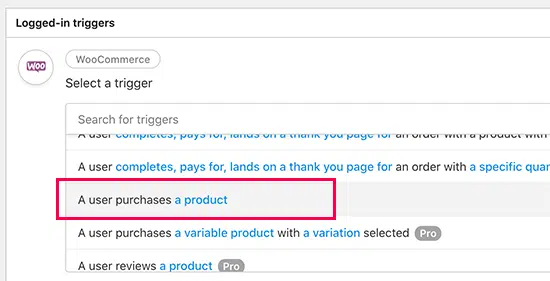 Logged-in triggers
WOO
WooCommerce
Select a trigger
Search for triggers
A user completes, pays for, lands on a thank you page for an order with a product with
A user completes, pays for, lands on a thank you page for an order with a specific quan
A user purchases a product
A user purchases a variable product with a variation selected Pro
A user reviews a product Pro